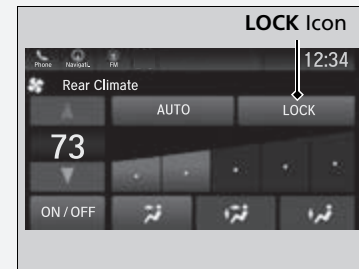 LOCK Icon
Phone Navigati.. FM 12:34
Rear Climate
AUTO LOCK
73
ON / OFF